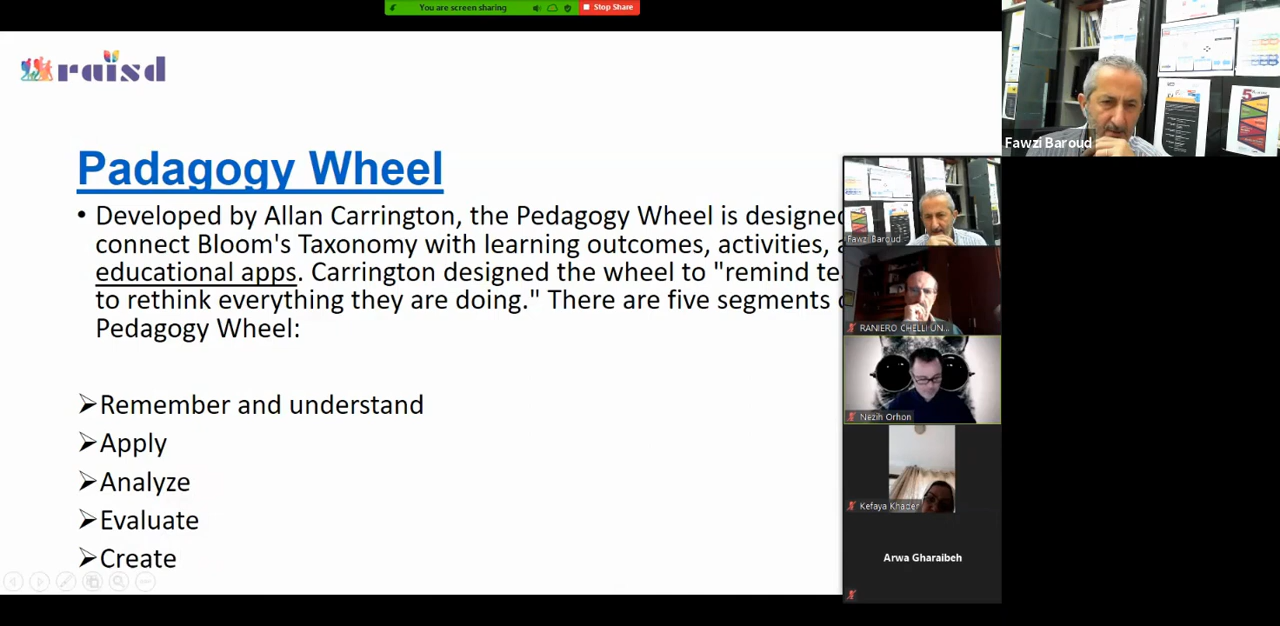 You are screen sharing
Stop Share
raisd
Padagogy Wheel
• Developed by Allan Carrington, the Pedagogy Wheel is designed
connect Bloom's Taxonomy with learning outcomes, activities,
educational apps. Carrington designed the wheel to "remind
to rethink everything they are doing." There are five segments
Pedagogy Wheel:
Remember and understand
Apply
Analyze
Evaluate
Create
Fawzi Baroud
Fawzi Baroud
RANIERO CHELLI UN...
Nezih Orhon
Kefaya Khader
Arwa Gharaibeh